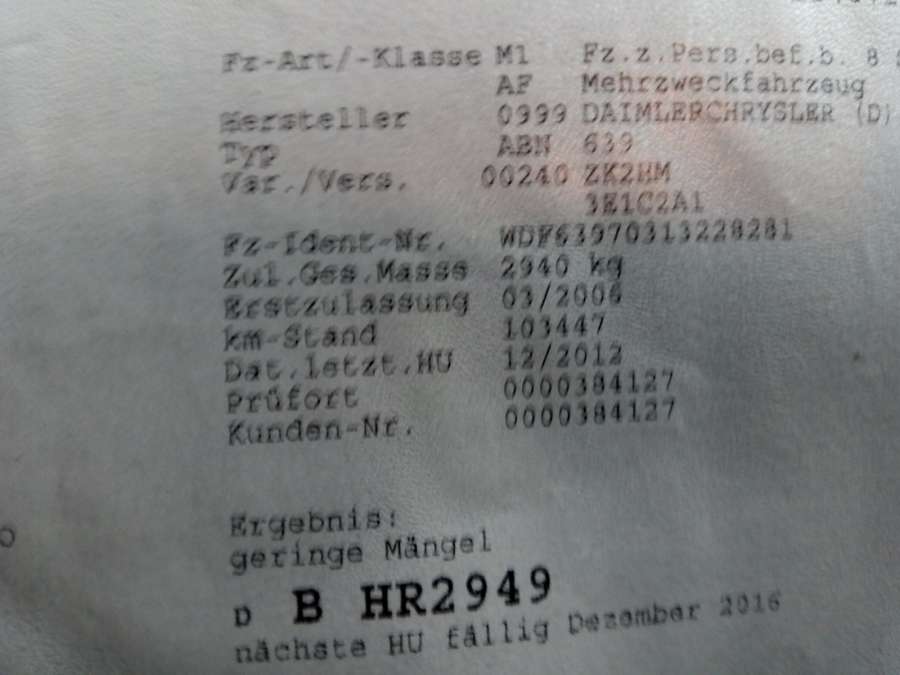 Fz-Art/-Klasse M1 Fz.z.Pers.bef.b. 8
AF Mehrzweckfahrzeug
Hersteller 0999 DAIMLERCHRYSLER (D)
Typ ABN 639
Var./Vers. 00240 ZK2HM
3E1C2A1
Fz-Ident-Nr. WDF63970313228281
Zul.Ges.Masse 2940 kg
Erstzulassung 03/2006
km-Stand 103447
Dat.letzt.HU 12/2012
Prüfort 0000384127
Kunden-Nr. 0000384127
Ergebnis:
geringe Mängel
D B HR2949
nächste HU fällig Dezember 2016